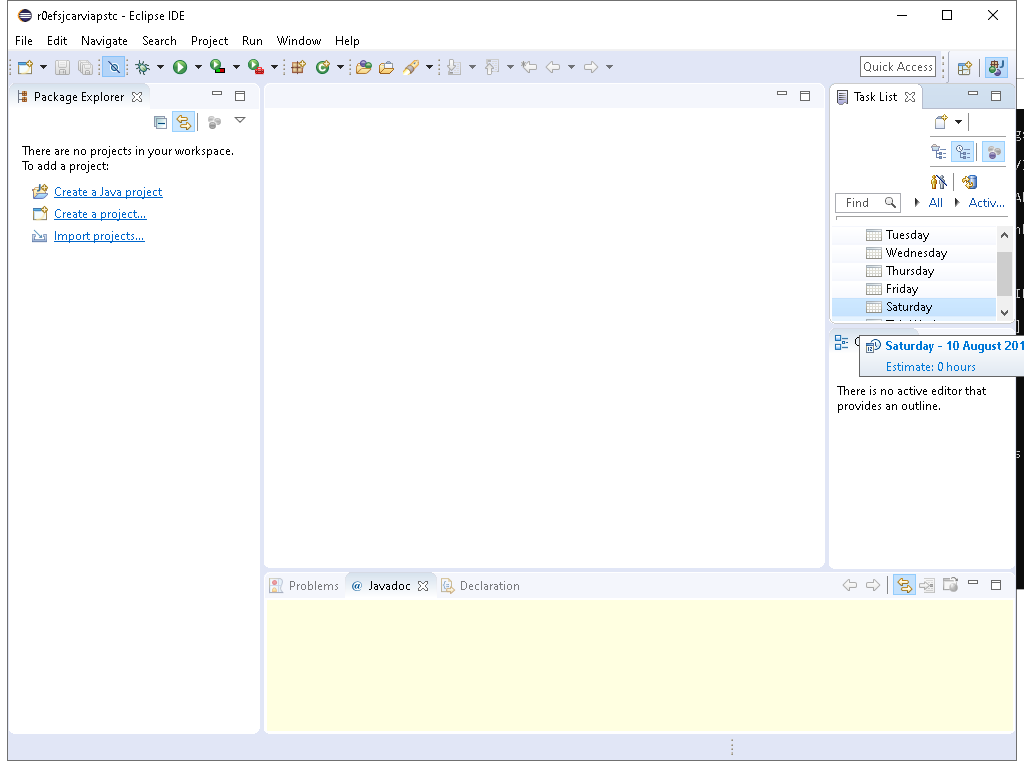 r0efsjcarviapstc - Eclipse IDE
File Edit Navigate Search Project Run Window Help
Quick Access
Package Explorer
Task List
There are no projects in your workspace.
To add a project:
Create a Java project
Create a project...
Import projects...
Find
All
Activ...
Tuesday
Wednesday
Thursday
Friday
Saturday
Saturday - 10 August 201
Estimate: 0 hours
There is no active editor that
provides an outline.
Problems
@ Javadoc
Declaration